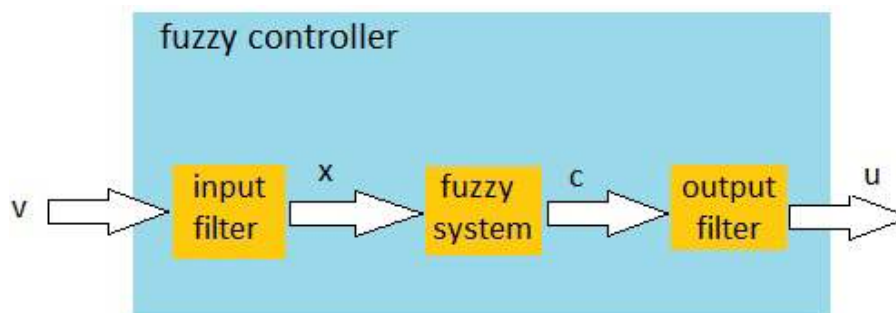 fuzzy controller
v
input
filter
x
fuzzy
system
c
output
filter
u